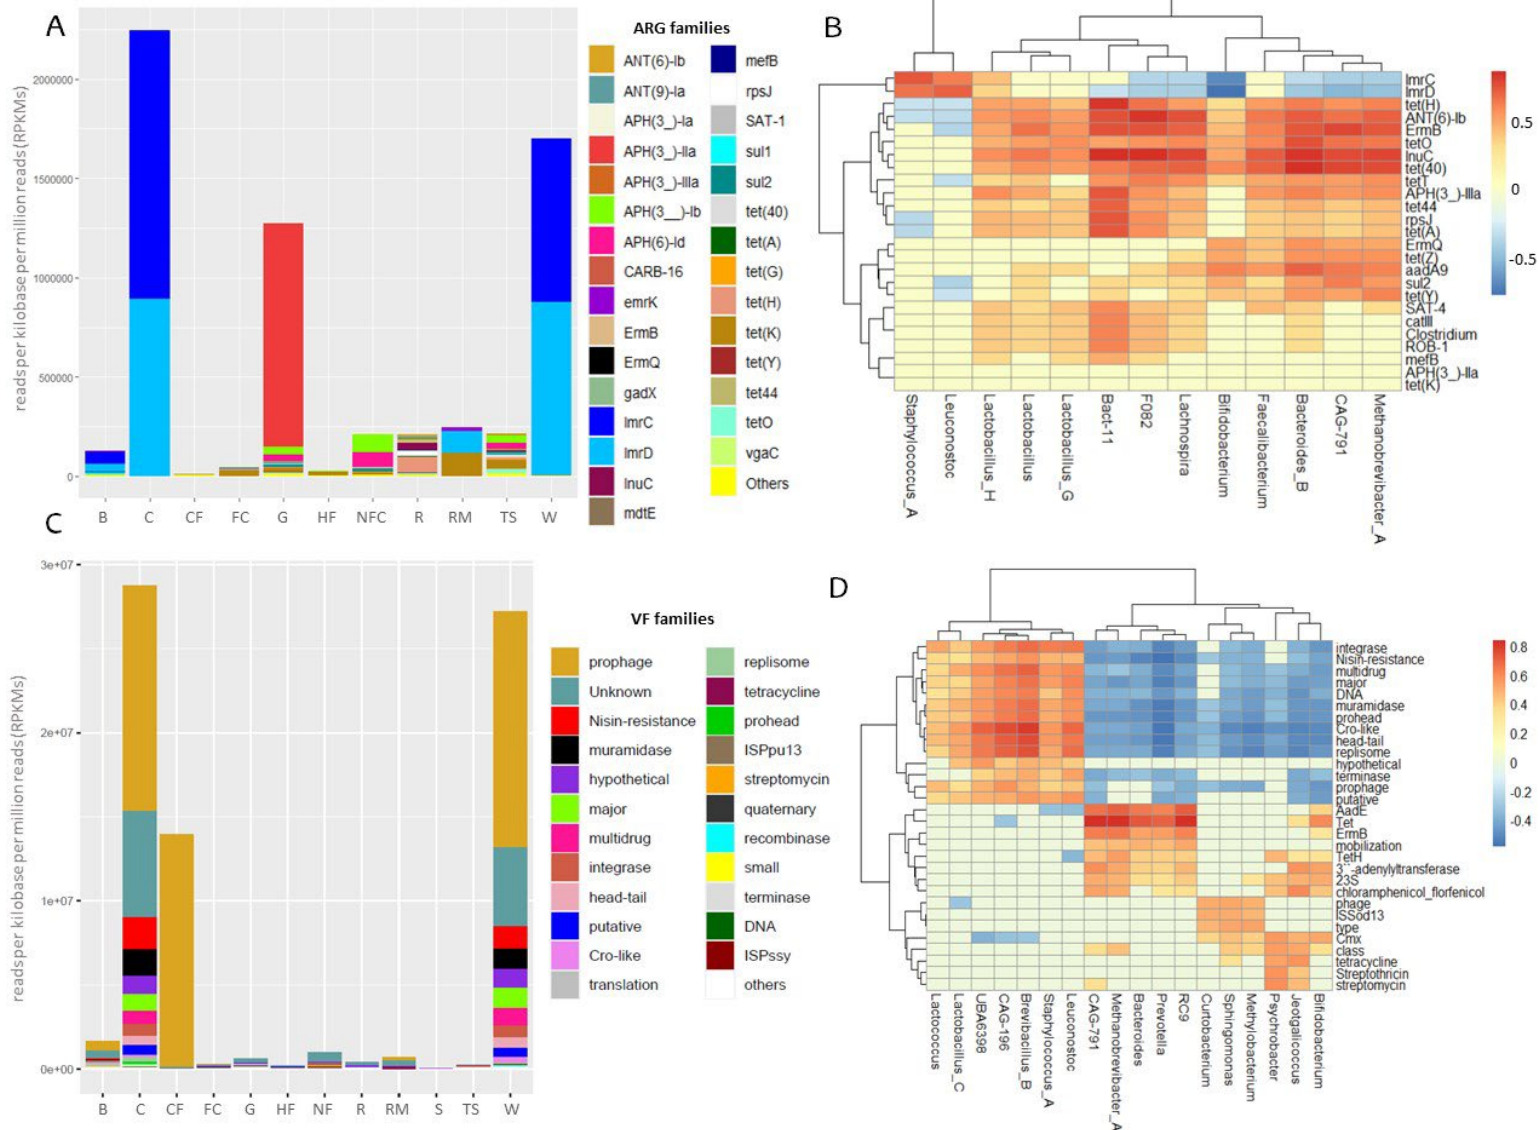 A
ARG families
reads per kilobase per million reads (RPKMs)
2000000
1500000
1000000
500000
0
B C CF FC G HF NFC R RM TS W
ANT(6)-Ib
ANT(9)-Ia
APH(3_)-Ia
APH(3_)-IIa
APH(3_)-IIIa
APH(3__)-Ib
APH(6)-Id
CARB-16
emrK
ErmB
ErmQ
gadX
lmrC
lmrD
lnuC
mdtE
mefB
rpsJ
SAT-1
sul1
sul2
tet(40)
tet(A)
tet(G)
tet(H)
tet(K)
tet(Y)
tet44
tetO
vgaC
Others
B
lmrC
lmrD
tet(H)
ANT(6)-Ib
ErmB
tetO
lnuC
tet(40)
tetT
APH(3_)-IIIa
tet44
rpsJ
tet(A)
ErmQ
tet(Z)
aadA9
sul2
tet(Y)
SAT-4
catIII
Clostridium
ROB-1
mefB
APH(3_)-IIa
tet(K)
0.5
0
-0.5
Staphylococcus_A
Leuconostoc
Lactobacillus_H
Lactobacillus
Lactobacillus_G
Bact-11
F082
Lachnospira
Bifidobacterium
Faecalibacterium
Bacteroides_B
CAG-791
Methanobrevibacter_A
C
VF families
reads per kilobase per million reads (RPKMs)
3e+07
2e+07
1e+07
0e+00
B C CF FC G HF NF R RM S TS W
prophage
Unknown
Nisin-resistance
muramidase
hypothetical
major
multidrug
integrase
head-tail
putative
Cro-like
translation
replisome
tetracycline
prohead
ISPpu13
streptomycin
quaternary
recombinase
small
terminase
DNA
ISPssy
others
D
integrase
Nisin-resistance
multidrug
major
DNA
muramidase
prohead
Cro-like
head-tail
replisome
hypothetical
terminase
prophage
putative
AadE
Tet
ErmB
mobilization
TetH
3``-adenylyltransferase
23S
chloramphenicol_florfenicol
phage
ISSod13
type
Cmx
class
tetracycline
Streptothricin
streptomycin
0.8
0.6
0.4
0.2
0
-0.2
-0.4
Lactococcus
Lactobacillus_C
UBA6398
CAG-196
Brevibacillus_B
Staphylococcus_A
Leuconostoc
CAG-791
Methanobrevibacter_A
Bacteroides
Prevotella
RC9
Curtobacterium
Sphingomonas
Methylobacterium
Psychrobacter
Jeotgalicoccus
Bifidobacterium